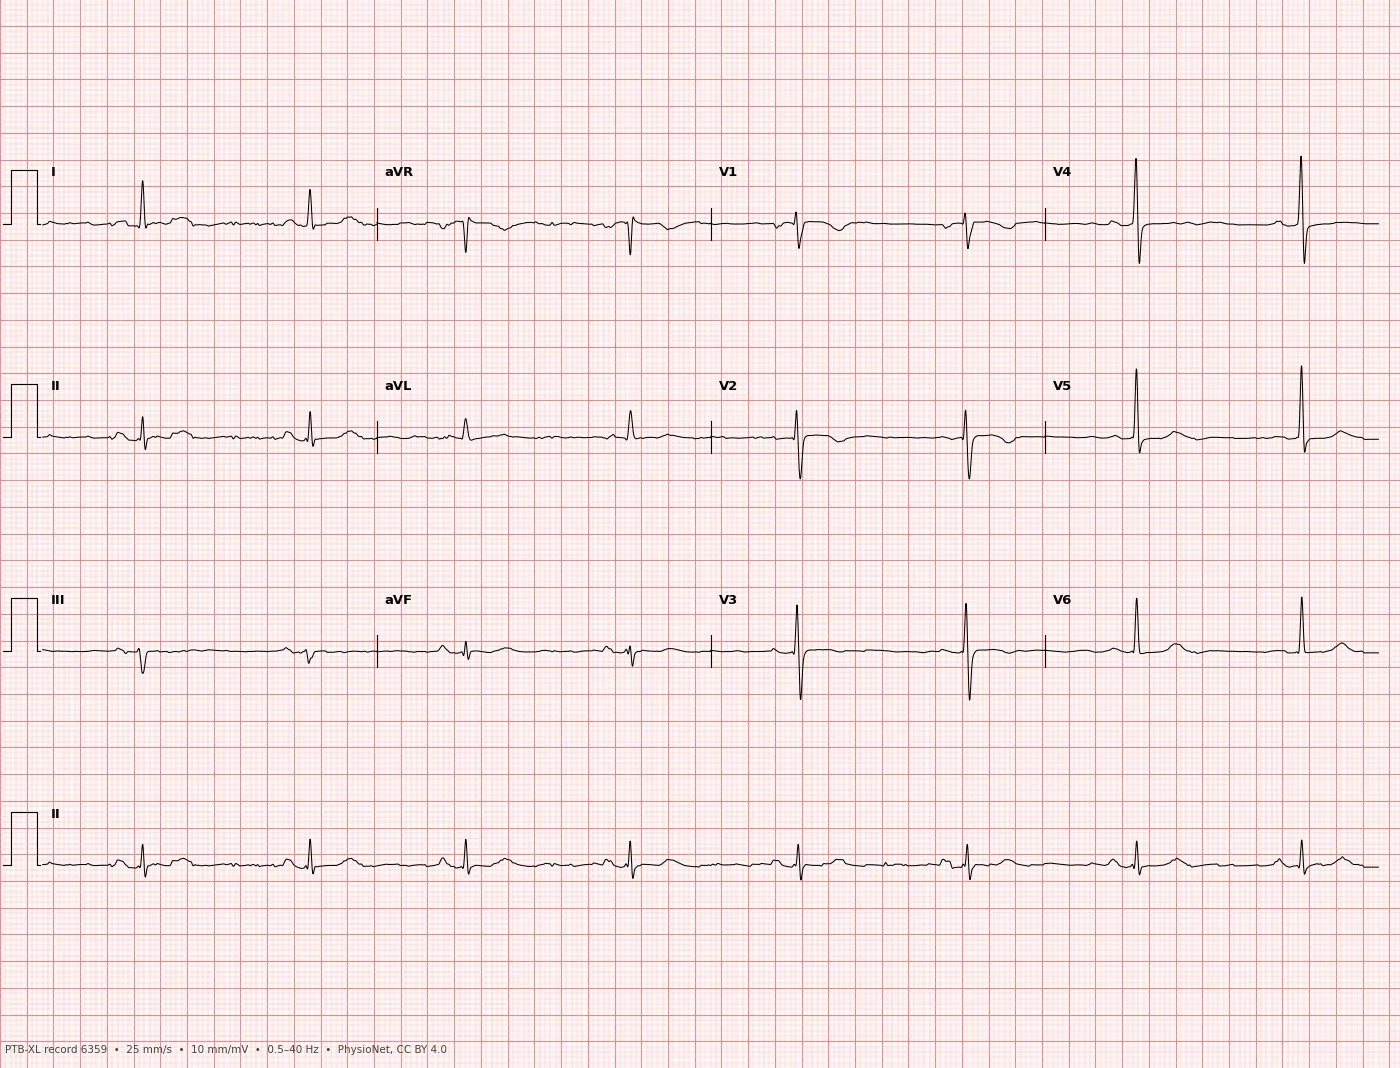 I aVR V1 V4
II aVL V2 V5
III aVF V3 V6
II
PTB-XL record 6359 • 25 mm/s • 10 mm/mV • 0.5–40 Hz • PhysioNet, CC BY 4.0